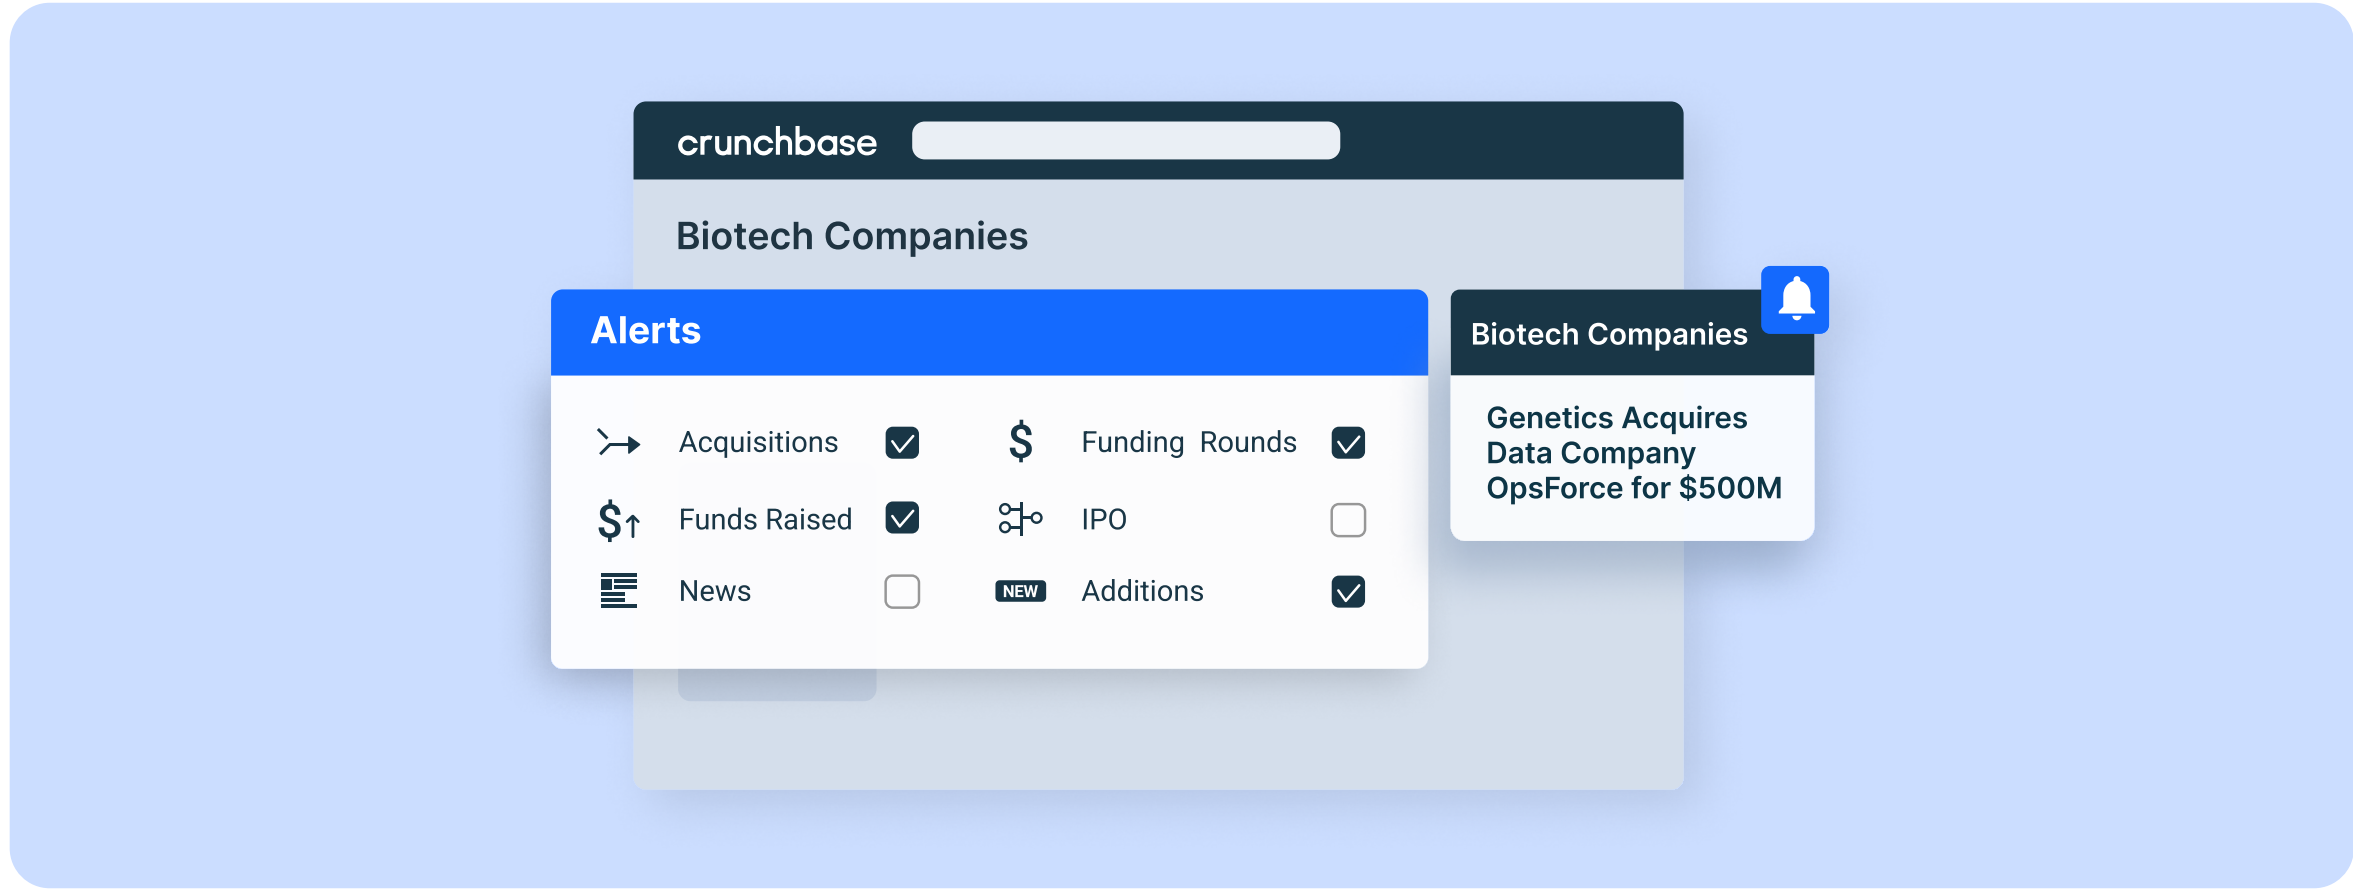 crunchbase
Biotech Companies
Alerts
Acquisitions
Funding Rounds
Funds Raised
IPO
News
NEW
Additions
Biotech Companies
Genetics Acquires
Data Company
OpsForce for $500M